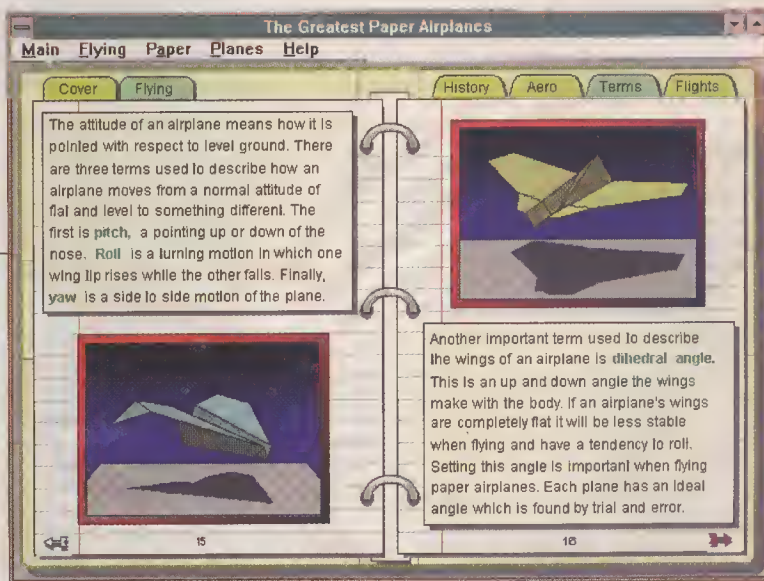 The Greatest Paper Airplanes
Main Flying Paper Planes Help
Cover Flying
The attitude of an airplane means how it is
pointed with respect to level ground. There
are three terms used to describe how an
airplane moves from a normal attitude of
flat and level to something different. The
first is pitch, a pointing up or down of the
nose. Roll is a turning motion in which one
wing tip rises while the other falls. Finally,
yaw is a side to side motion of the plane.
15
History Aero Terms Flights
Another important term used to describe
the wings of an airplane is dihedral angle.
This is an up and down angle the wings
make with the body. If an airplane's wings
are completely flat it will be less stable
when flying and have a tendency to roll.
Setting this angle is important when flying
paper airplanes. Each plane has an ideal
angle which is found by trial and error.
16